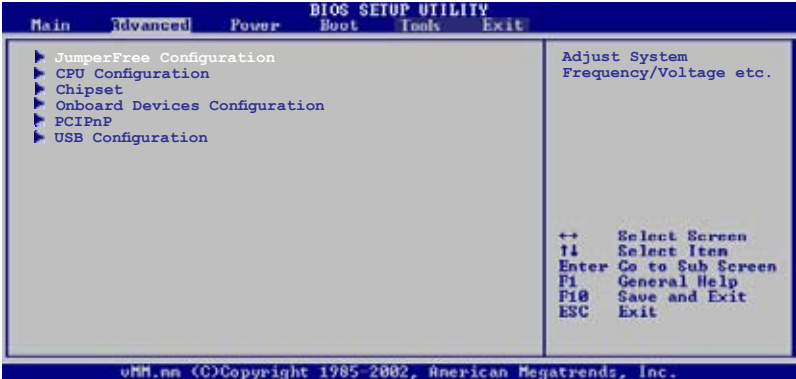 BIOS SETUP UTILITY
Main Advanced Power Boot Tools Exit
JumperFree Configuration
CPU Configuration
Chipset
Onboard Devices Configuration
PCIPnP
USB Configuration
Adjust System
Frequency/Voltage etc.
↔ Select Screen
↑↓ Select Item
Enter Go to Sub Screen
F1 General Help
F10 Save and Exit
ESC Exit
vMM.mm (C)Copyright 1985-2002, American Megatrends, Inc.